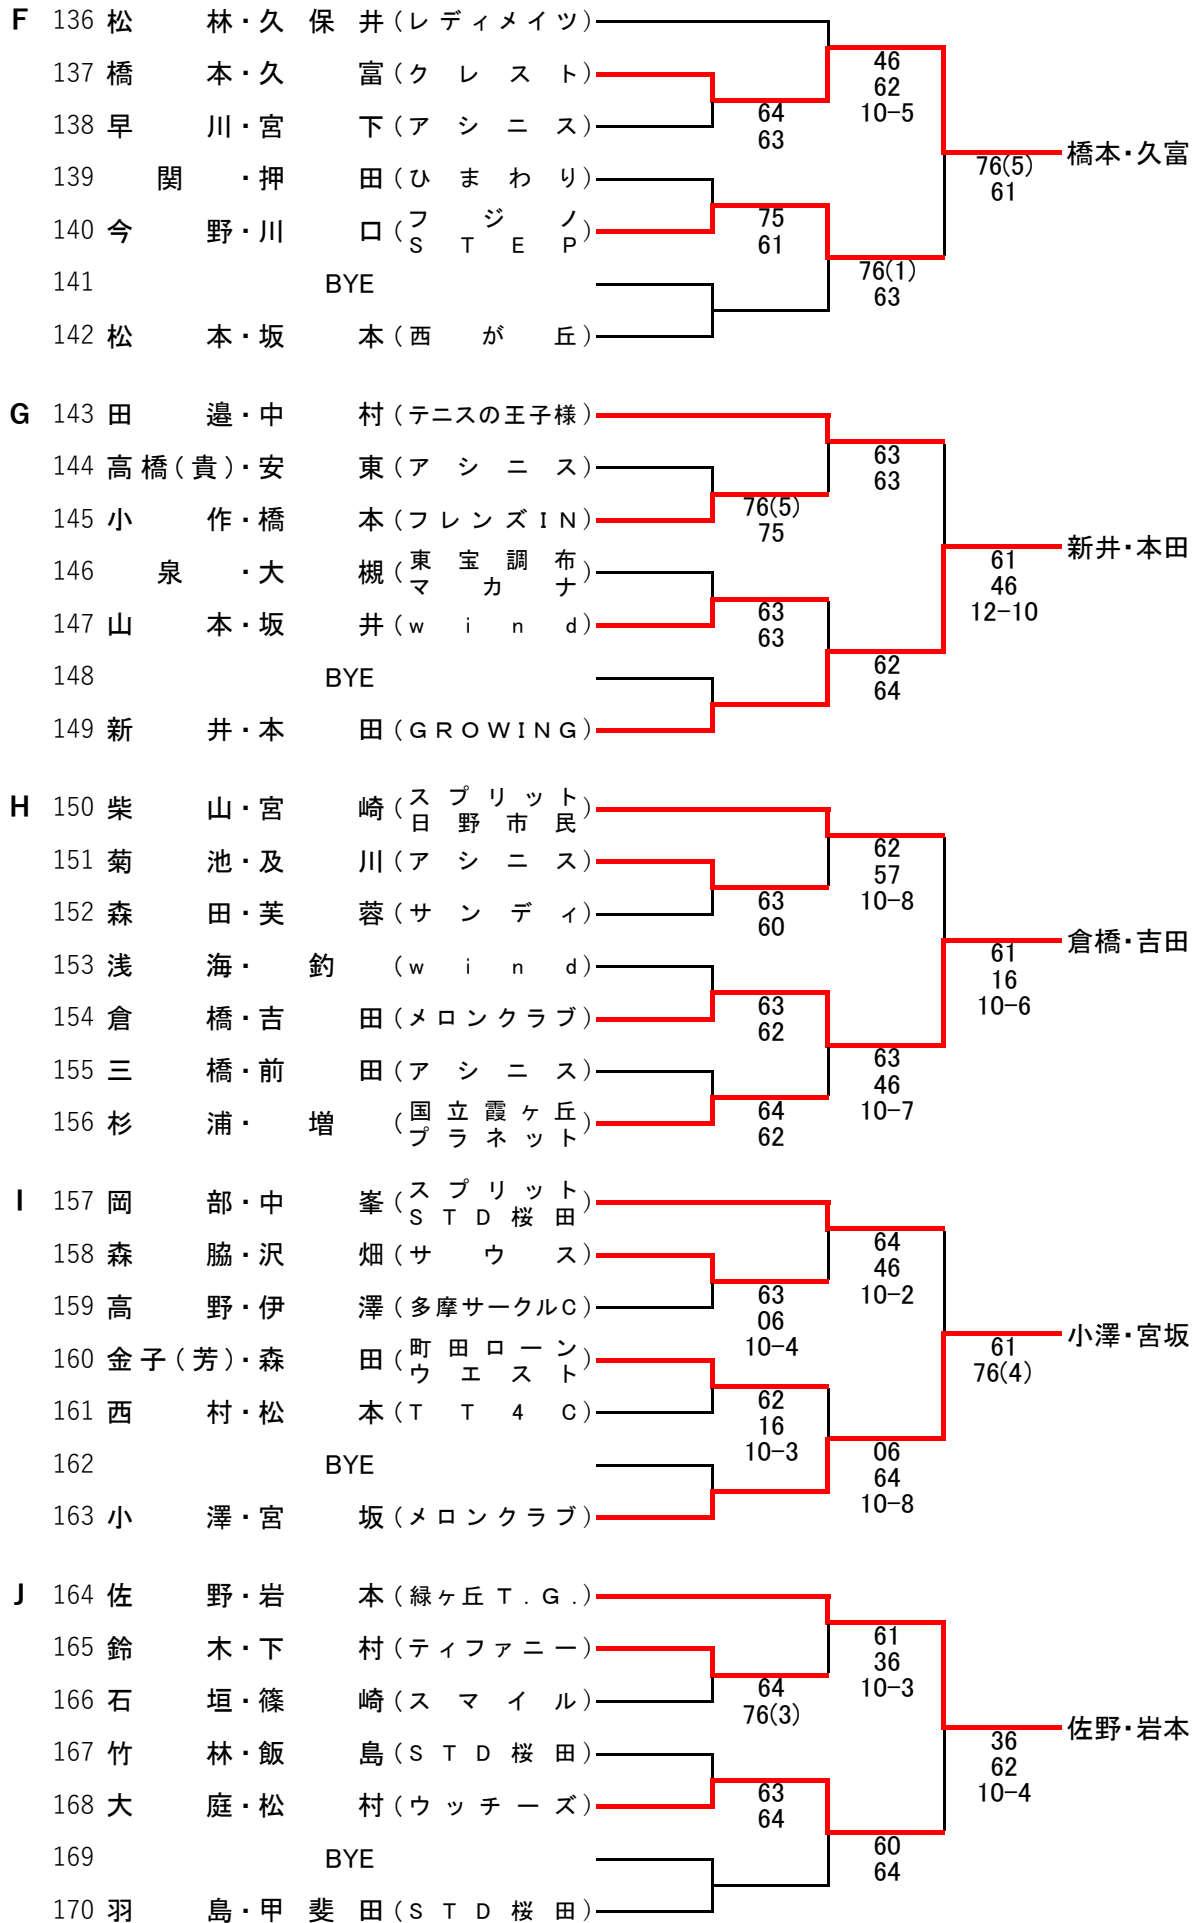 F 136 松林・久保井(レディメイツ)
46
137 橋本・久富(クレスト)
62
10-5
64
138 早川・宮下(アシニス)
63
橋本・久富
76(5)
61
139 関・押田(ひまわり)
140 今野・川口(フジノ STEP)
75
61
76(1)
63
141 BYE
142 松本・坂本(西が丘)
G 143 田邉・中村(テニスの王子様)
63
63
144 高橋(貴)・安東(アシニス)
76(5)
75
145 小作・橋本(フレンズIN)
新井・本田
61
46
12-10
146 泉・大槻(東宝調布 マカナ)
147 山本・坂井(wind)
63
63
62
64
148 BYE
149 新井・本田(GROWING)
H 150 柴山・宮崎(スプリット 日野市民)
62
57
10-8
151 菊池・及川(アシニス)
63
60
152 森田・芙蓉(サンディ)
倉橋・吉田
61
16
10-6
153 浅海・釣(wind)
154 倉橋・吉田(メロンクラブ)
63
62
63
46
10-7
155 三橋・前田(アシニス)
64
62
156 杉浦・増(国立霞ヶ丘 プラネット)
I 157 岡部・中峯(スプリット STD桜田)
64
46
10-2
158 森脇・沢畑(サウス)
63
06
10-4
159 高野・伊澤(多摩サークルC)
小澤・宮坂
61
76(4)
160 金子(芳)・森田(町田ローン ウエスト)
62
16
10-3
161 西村・松本(TT4C)
06
64
10-8
162 BYE
163 小澤・宮坂(メロンクラブ)
J 164 佐野・岩本(緑ヶ丘T.G.)
61
36
10-3
165 鈴木・下村(ティファニー)
64
76(3)
166 石垣・篠崎(スマイル)
佐野・岩本
36
62
10-4
167 竹林・飯島(STD桜田)
63
64
168 大庭・松村(ウッチーズ)
60
64
169 BYE
170 羽島・甲斐田(STD桜田)